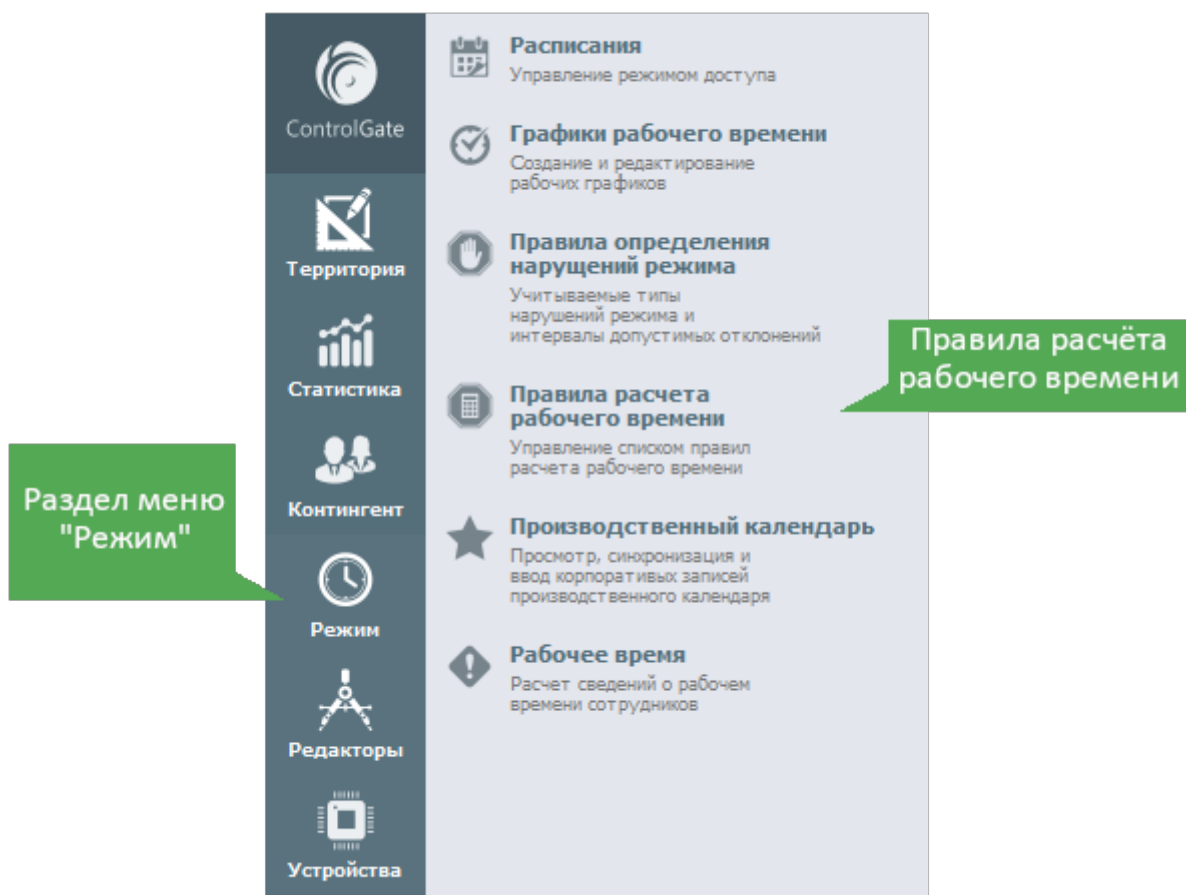 ControlGate
Территория
Статистика
Контингент
Режим
Редакторы
Устройства
Расписания
Управление режимом доступа
Графики рабочего времени
Создание и редактирование
рабочих графиков
Правила определения
нарущений режима
Учитываемые типы
нарушений режима и
интервалы допустимых отклонений
Правила расчета
рабочего времени
Управление списком правил
расчета рабочего времени
Производственный календарь
Просмотр, синхронизация и
ввод корпоративных записей
производственного календаря
Рабочее время
Расчет сведений о рабочем
времени сотрудников
Раздел меню
"Режим"
Правила расчёта
рабочего времени